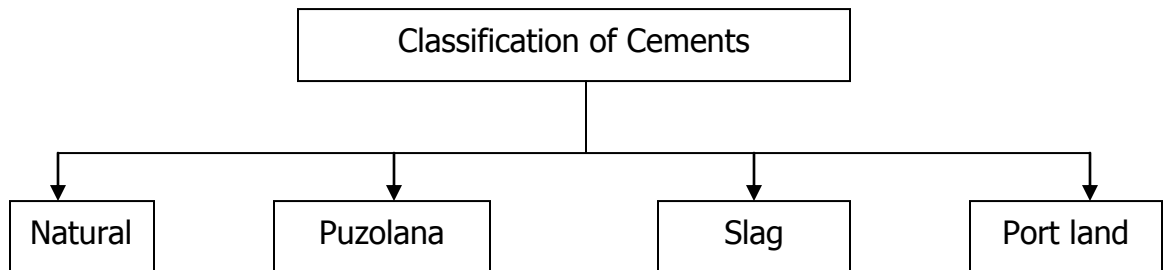 Classification of Cements
Natural
Puzolana
Slag
Port land